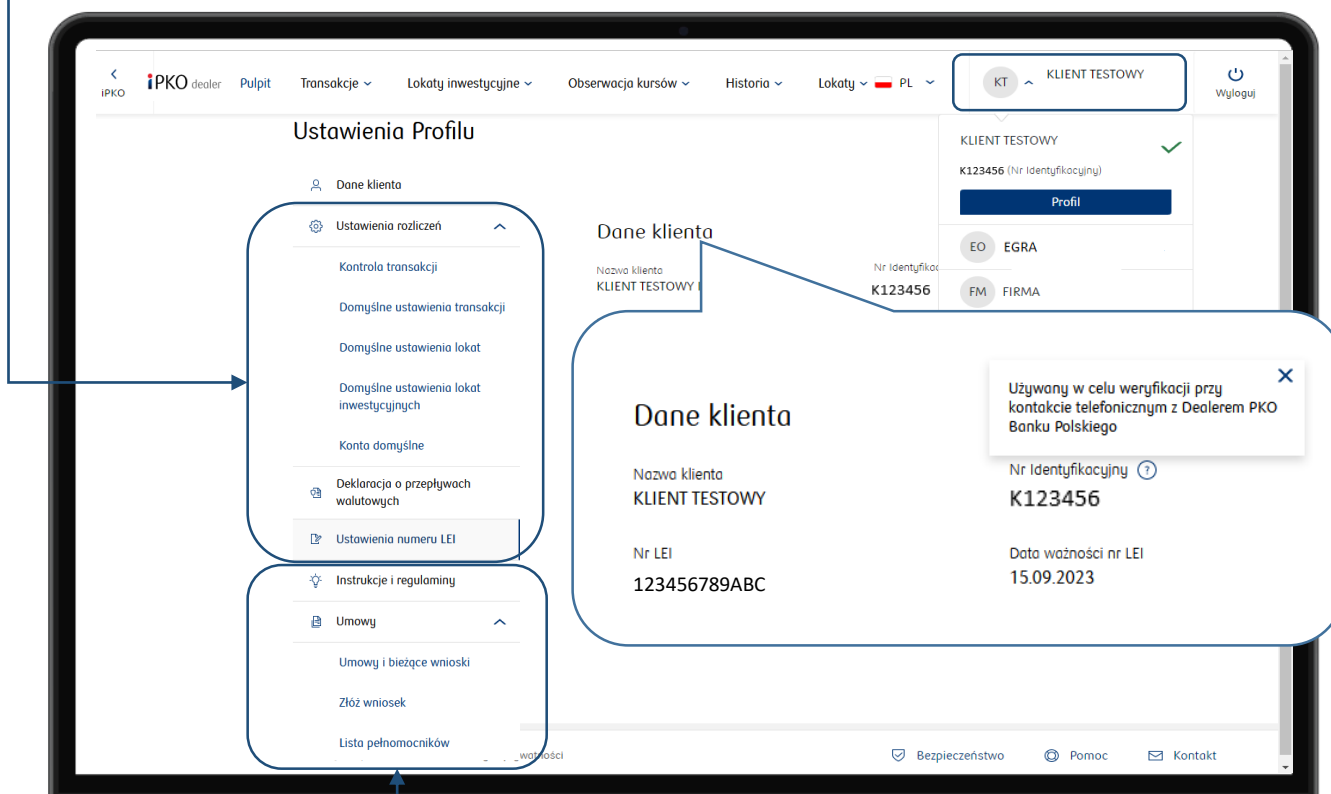 iPKO
iPKO dealer
Pulpit
Transakcje
Lokaty inwestycyjne
Obserwacja kursów
Historia
Lokaty
PL
KT
KLIENT TESTOWY
Wyloguj
Ustawienia Profilu
KLIENT TESTOWY
K123456 (Nr Identyfikacyjny)
Profil
EO EGRA
FM FIRMA
Dane klienta
Ustawienia rozliczeń
Kontrola transakcji
Domyślne ustawienia transakcji
Domyślne ustawienia lokat
Domyślne ustawienia lokat
inwestycyjnych
Konta domyślne
Deklaracja o przepływach
walutowych
Ustawienia numeru LEI
Instrukcje i regulaminy
Umowy
Umowy i bieżące wnioski
Złóż wniosek
Lista pełnomocników
Dane klienta
Nazwa klienta
KLIENT TESTOWY
Nr Identyfikac
K123456
Używany w celu weryfikacji przy
kontakcie telefonicznym z Dealerem PKO
Banku Polskiego
Dane klienta
Nazwa klienta
KLIENT TESTOWY
Nr Identyfikacyjny ?
K123456
Nr LEI
123456789ABC
Data ważności nr LEI
15.09.2023
watności
Bezpieczeństwo
Pomoc
Kontakt